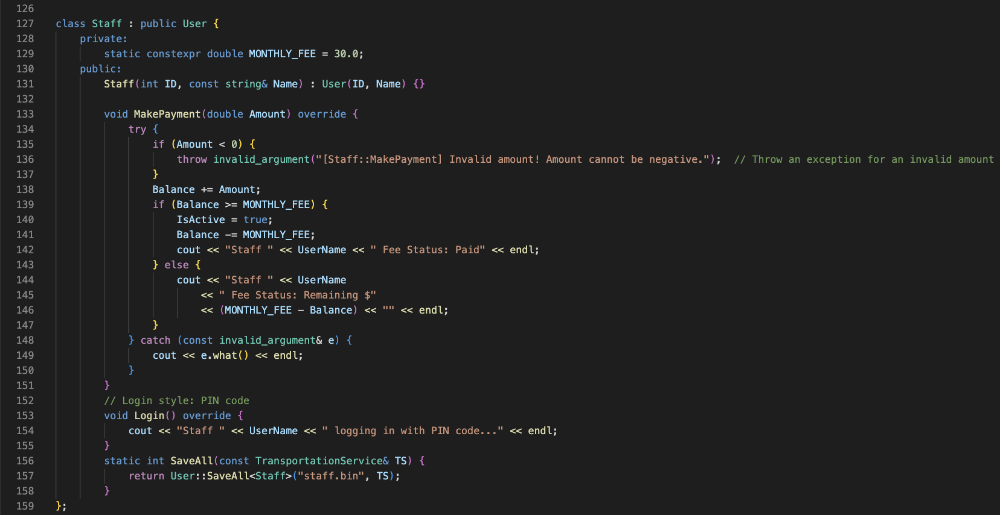 126
127 class Staff : public User {
128     private:
129         static constexpr double MONTHLY_FEE = 30.0;
130     public:
131         Staff(int ID, const string& Name) : User(ID, Name) {}
132
133         void MakePayment(double Amount) override {
134             try {
135                 if (Amount < 0) {
136                     throw invalid_argument("[Staff::MakePayment] Invalid amount! Amount cannot be negative.");  // Throw an exception for an invalid amount
137                 }
138                 Balance += Amount;
139                 if (Balance >= MONTHLY_FEE) {
140                     IsActive = true;
141                     Balance -= MONTHLY_FEE;
142                     cout << "Staff " << UserName << " Fee Status: Paid" << endl;
143                 } else {
144                     cout << "Staff " << UserName
145                         << " Fee Status: Remaining $"
146                         << (MONTHLY_FEE - Balance) << "" << endl;
147                 }
148             } catch (const invalid_argument& e) {
149                 cout << e.what() << endl;
150             }
151         }
152         // Login style: PIN code
153         void Login() override {
154             cout << "Staff " << UserName << " logging in with PIN code..." << endl;
155         }
156         static int SaveAll(const TransportationService& TS) {
157             return User::SaveAll<Staff>("staff.bin", TS);
158         }
159 };